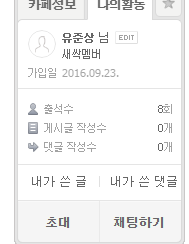 카페정보 나의활동
유준상 님 EDIT
새싹멤버
가입일 2016.09.23.
출석수 8회
게시글 작성수 0개
댓글 작성수 0개
내가 쓴 글 내가 쓴 댓글
초대 채팅하기